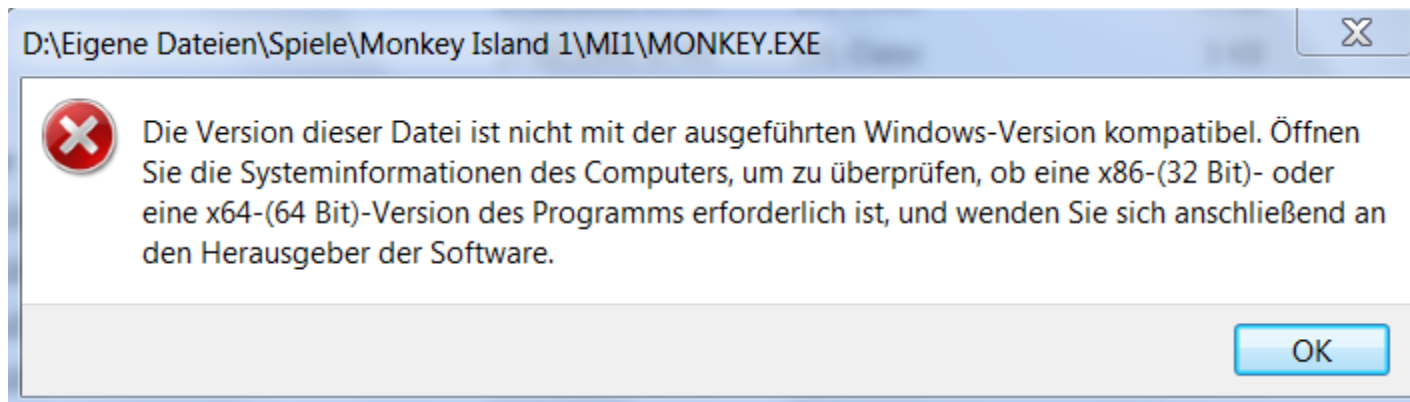 D:\Eigene Dateien\Spiele\Monkey Island 1\MI1\MONKEY.EXE
Die Version dieser Datei ist nicht mit der ausgeführten Windows-Version kompatibel. Öffnen
Sie die Systeminformationen des Computers, um zu überprüfen, ob eine x86-(32 Bit)- oder
eine x64-(64 Bit)-Version des Programms erforderlich ist, und wenden Sie sich anschließend an
den Herausgeber der Software.
OK